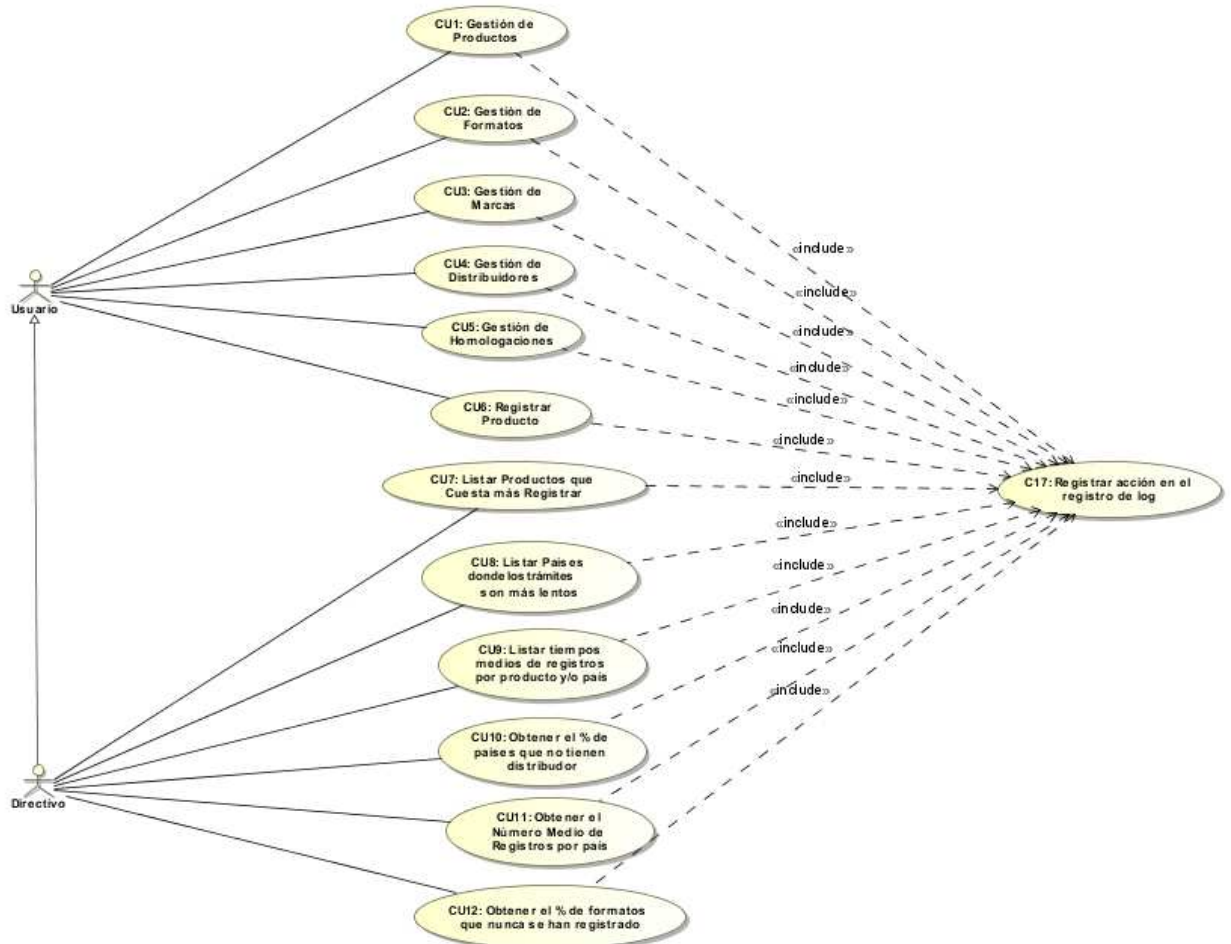 CU1: Gestión de
Productos
CU2: Gestión de
Formatos
CU3: Gestión de
Marcas
CU4: Gestión de
Distribuidores
CU5: Gestión de
Homologaciones
CU6: Registrar
Producto
CU7: Listar Productos que
Cuesta más Registrar
CU8: Listar Paises
donde los trámites
son más lentos
CU9: Listar tiempos
medios de registros
por producto y/o país
CU10: Obtener el % de
países que no tienen
distribudor
CU11: Obtener el
Número Medio de
Registros por país
CU12: Obtener el % de formatos
que nunca se han registrado
Usuario
Directivo
«include»
«include»
«include»
«include»
«include»
«include»
«include»
«include»
«include»
«include»
«include»
«include»
C17: Registrar acción en el
registro de log